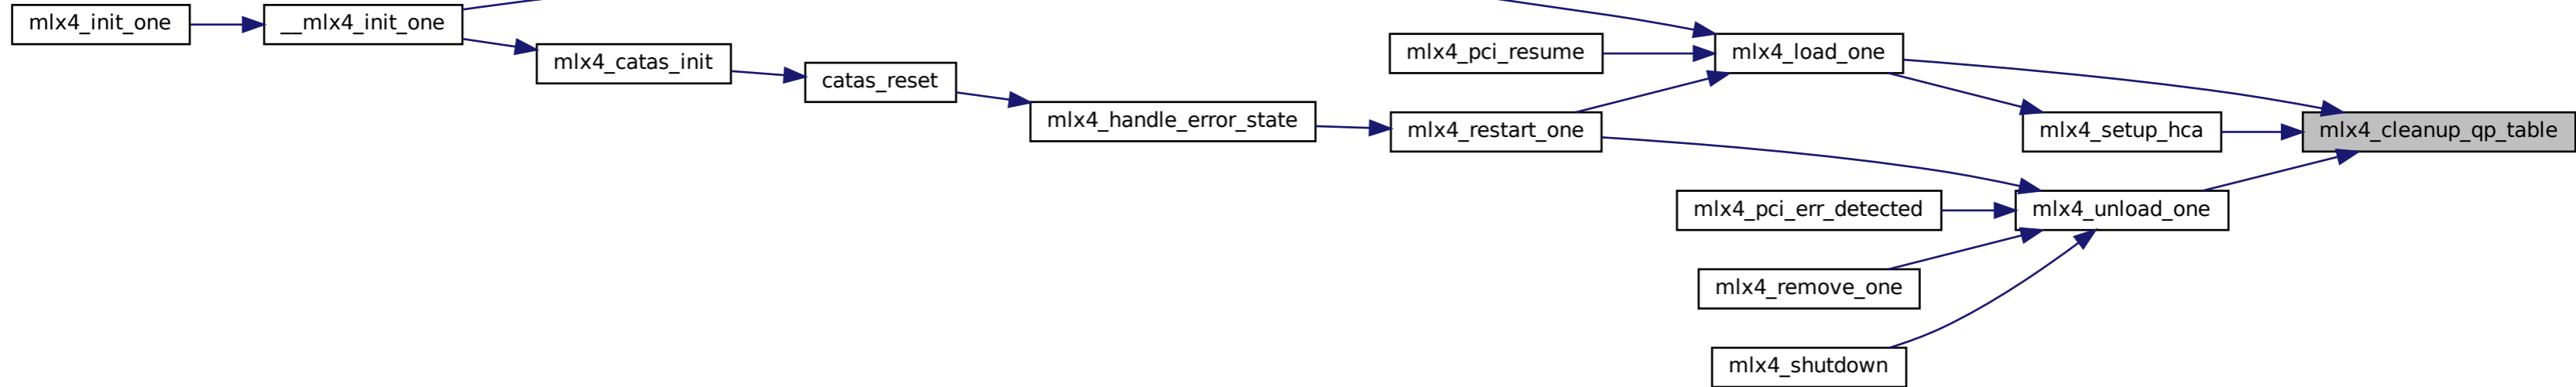 mlx4_init_one
__mlx4_init_one
mlx4_catas_init
catas_reset
mlx4_handle_error_state
mlx4_pci_resume
mlx4_restart_one
mlx4_load_one
mlx4_setup_hca
mlx4_cleanup_qp_table
mlx4_pci_err_detected
mlx4_unload_one
mlx4_remove_one
mlx4_shutdown